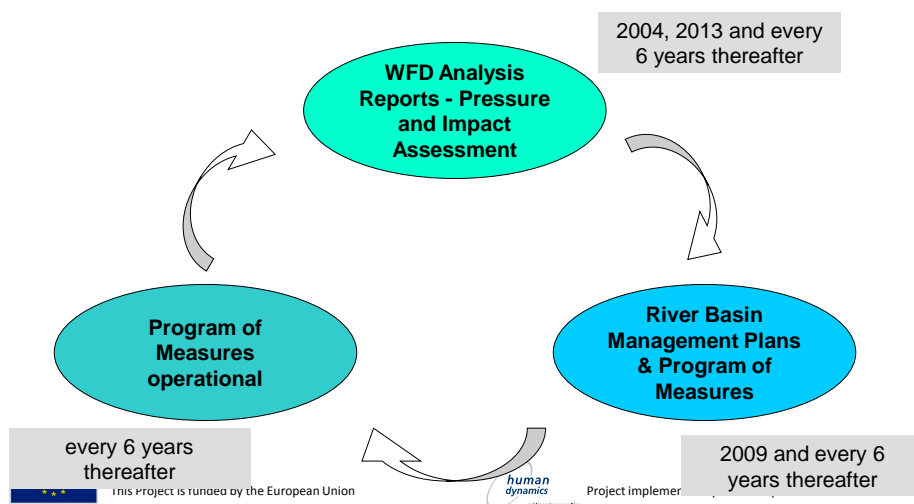 2004, 2013 and every
6 years thereafter
WFD Analysis
Reports - Pressure
and Impact
Assessment
Program of
Measures
operational
River Basin
Management Plans
& Program of
Measures
every 6 years
thereafter
2009 and every 6
years thereafter
This Project is funded by the European Union
human
dynamics
Project